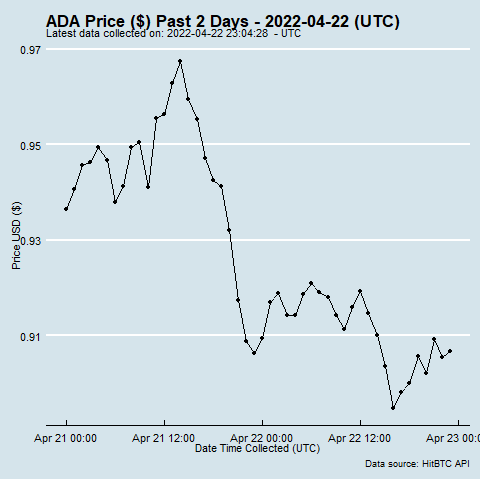 ADA Price ($) Past 2 Days - 2022-04-22 (UTC)
Latest data collected on: 2022-04-22 23:04:28 - UTC
0.97
0.95
0.93
0.91
Price USD ($)
Apr 21 00:00 Apr 21 12:00 Apr 22 00:00 Apr 22 12:00 Apr 23 00:00
Date Time Collected (UTC)
Data source: HitBTC API